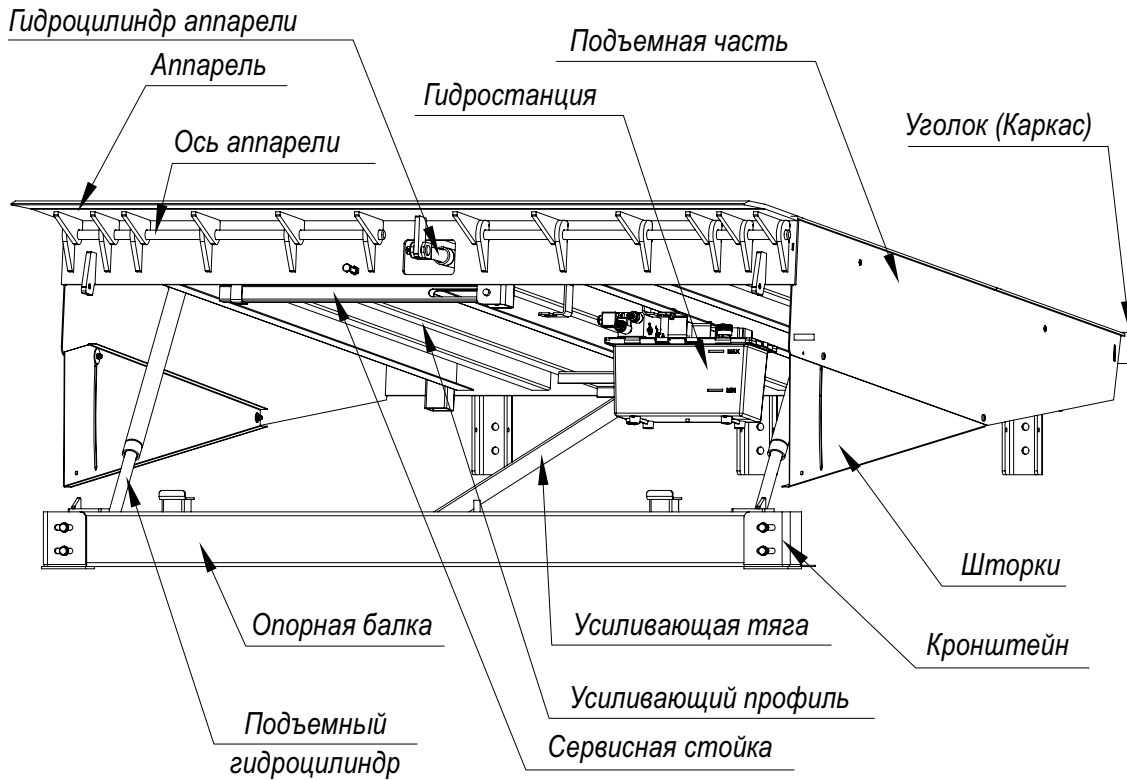 Гидроцилиндр аппарели
Подъемная часть
Аппарель
Гидростанция
Уголок (Каркас)
Ось аппарели
MAX
MIN
Шторки
Опорная балка
Усиливающая тяга
Кронштейн
Усиливающий профиль
Подъемный
гидроцилиндр
Сервисная стойка